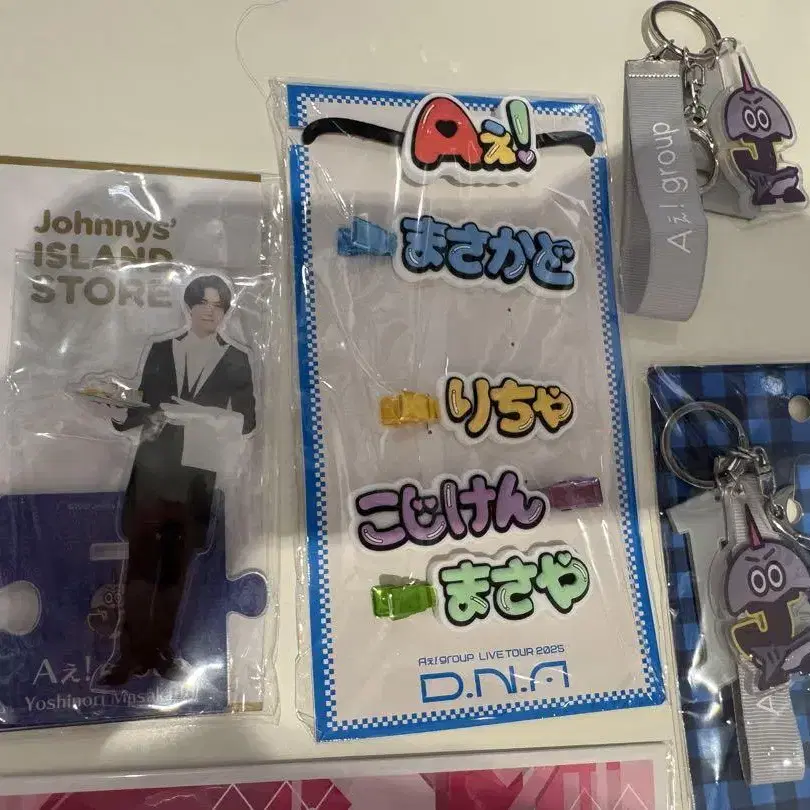 Johnnys'
ISLAND
STORE
Aぇ!
Yoshinori Masakado
Aぇ!
まさかど
りちゃ
こじけん
まさや
Aぇ! group LIVE TOUR 2025
D.N.A
Aぇ! group